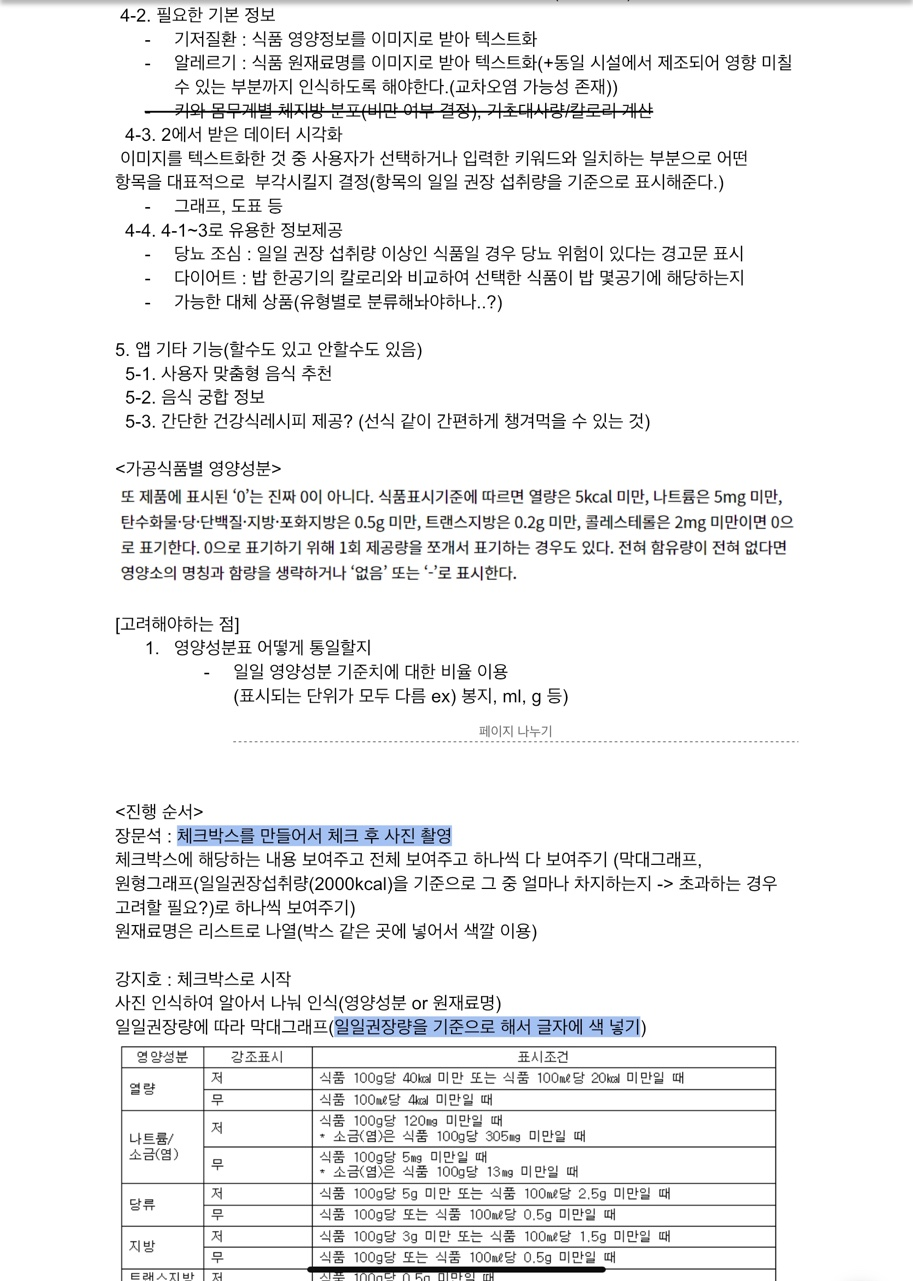 4-2. 필요한 기본 정보
- 기저질환 : 식품 영양정보를 이미지로 받아 텍스트화
- 알레르기 : 식품 원재료명를 이미지로 받아 텍스트화(+동일 시설에서 제조되어 영향 미칠
수 있는 부분까지 인식하도록 해야한다.(교차오염 가능성 존재))
- 키와 몸무게별 체지방 분포(비만 여부 결정), 기초대사량/칼로리 계산
4-3. 2에서 받은 데이터 시각화
이미지를 텍스트화한 것 중 사용자가 선택하거나 입력한 키워드와 일치하는 부분으로 어떤
항목을 대표적으로 부각시킬지 결정(항목의 일일 권장 섭취량을 기준으로 표시해준다.)
- 그래프, 도표 등
4-4. 4-1~3로 유용한 정보제공
- 당뇨 조심 : 일일 권장 섭취량 이상인 식품일 경우 당뇨 위험이 있다는 경고문 표시
- 다이어트 : 밥 한공기의 칼로리와 비교하여 선택한 식품이 밥 몇공기에 해당하는지
- 가능한 대체 상품(유형별로 분류해놔야하나..?)
5. 앱 기타 기능(할수도 있고 안할수도 있음)
5-1. 사용자 맞춤형 음식 추천
5-2. 음식 궁합 정보
5-3. 간단한 건강식레시피 제공? (선식 같이 간편하게 챙겨먹을 수 있는 것)
<가공식품별 영양성분>
또 제품에 표시된 ‘0’는 진짜 0이 아니다. 식품표시기준에 따르면 열량은 5kcal 미만, 나트륨은 5mg 미만,
탄수화물·당·단백질·지방·포화지방은 0.5g 미만, 트랜스지방은 0.2g 미만, 콜레스테롤은 2mg 미만이면 0으
로 표기한다. 0으로 표기하기 위해 1회 제공량을 쪼개서 표기하는 경우도 있다. 전혀 함유량이 전혀 없다면
영양소의 명칭과 함량을 생략하거나 ‘없음’ 또는 ‘-’로 표시한다.
[고려해야하는 점]
1. 영양성분표 어떻게 통일할지
- 일일 영양성분 기준치에 대한 비율 이용
(표시되는 단위가 모두 다름 ex) 봉지, ml, g 등)
페이지 나누기
<진행 순서>
장문석 : 체크박스를 만들어서 체크 후 사진 촬영
체크박스에 해당하는 내용 보여주고 전체 보여주고 하나씩 다 보여주기 (막대그래프,
원형그래프(일일권장섭취량(2000kcal)을 기준으로 그 중 얼마나 차지하는지 -> 초과하는 경우
고려할 필요?)로 하나씩 보여주기)
원재료명은 리스트로 나열(박스 같은 곳에 넣어서 색깔 이용)
강지호 : 체크박스로 시작
사진 인식하여 알아서 나눠 인식(영양성분 or 원재료명)
일일권장량에 따라 막대그래프(일일권장량을 기준으로 해서 글자에 색 넣기)
영양성분 강조표시 표시조건
열량 저 식품 100g당 40㎉ 미만 또는 식품 100㎖당 20㎉ 미만일 때
무 식품 100㎖당 4㎉ 미만일 때
나트륨/
소금(염) 저 식품 100g당 120㎎ 미만일 때
* 소금(염)은 식품 100g당 305㎎ 미만일 때
무 식품 100g당 5㎎ 미만일 때
* 소금(염)은 식품 100g당 13㎎ 미만일 때
당류 저 식품 100g당 5g 미만 또는 식품 100㎖당 2.5g 미만일 때
무 식품 100g당 또는 식품 100㎖당 0.5g 미만일 때
지방 저 식품 100g당 3g 미만 또는 식품 100㎖당 1.5g 미만일 때
무 식품 100g당 또는 식품 100㎖당 0.5g 미만일 때
트랜스지방 저 식품 100g당 0.5g 미만일 때